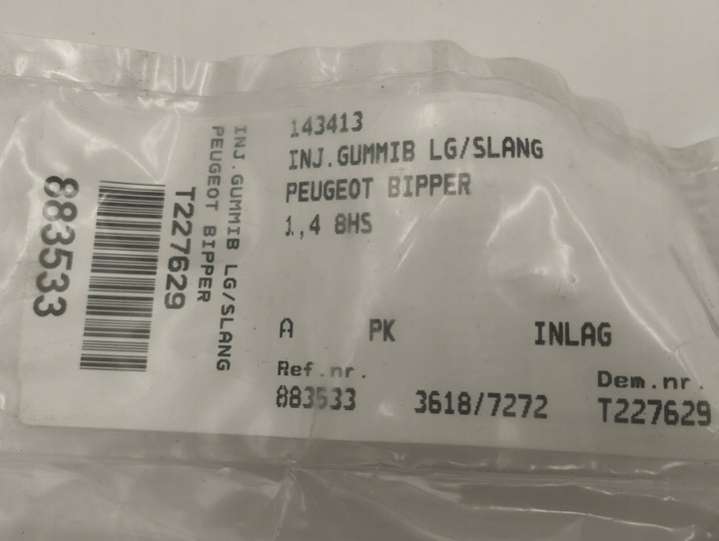 143413
INJ.GUMMIB LG/SLANG
PEUGEOT BIPPER
1,4 8HS
A PK INLAG
Ref.nr. Dem.nr.
883533 3618/7272 T227629
INJ.GUMMIB LG/SLANG
PEUGEOT BIPPER
T227629
883533